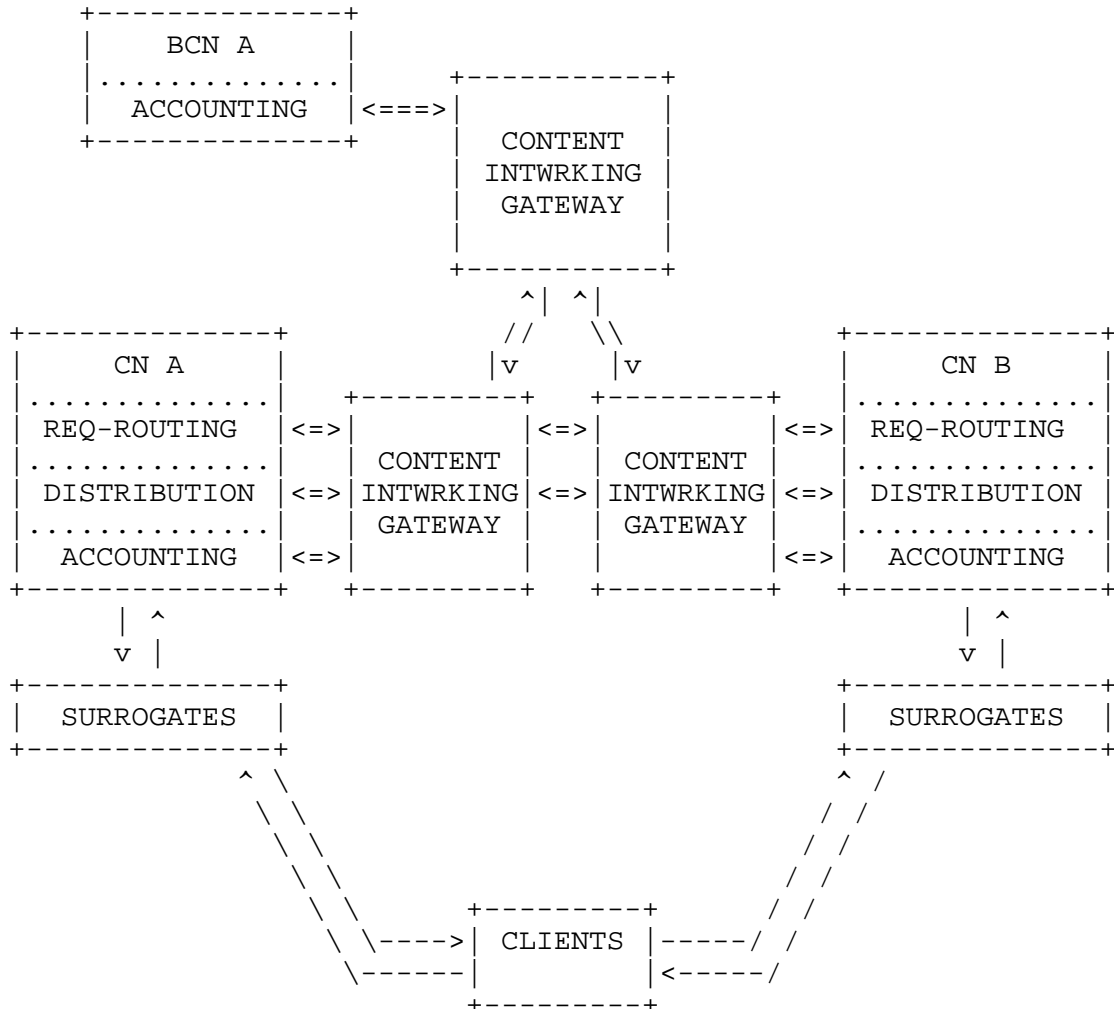 BCN A
ACCOUNTING <===>
CONTENT
INTWRKING
GATEWAY
CN A CN B
REQ-ROUTING <=> <=> <=> REQ-ROUTING
CONTENT CONTENT
DISTRIBUTION <=> INTWRKING <=> INTWRKING <=> DISTRIBUTION
GATEWAY GATEWAY
ACCOUNTING <=> <=> ACCOUNTING
SURROGATES SURROGATES
CLIENTS